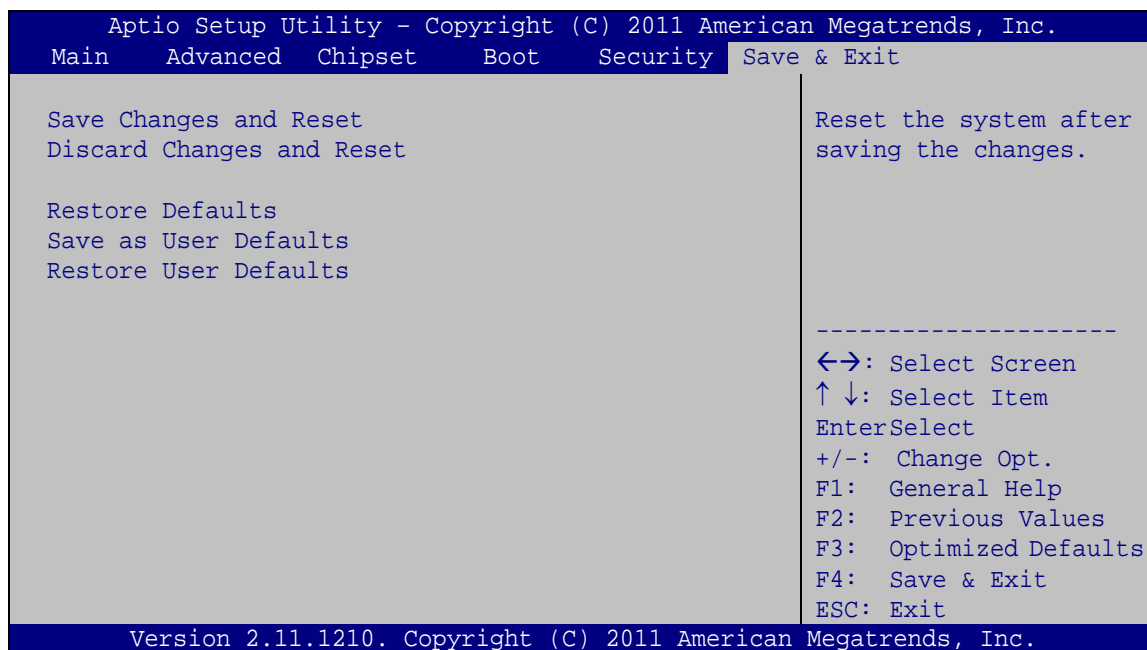 Aptio Setup Utility – Copyright (C) 2011 American Megatrends, Inc.
Main Advanced Chipset Boot Security Save & Exit
Save Changes and Reset
Discard Changes and Reset
Restore Defaults
Save as User Defaults
Restore User Defaults
Reset the system after
saving the changes.
---------------------
←→: Select Screen
↑ ↓: Select Item
EnterSelect
+/-: Change Opt.
F1: General Help
F2: Previous Values
F3: Optimized Defaults
F4: Save & Exit
ESC: Exit
Version 2.11.1210. Copyright (C) 2011 American Megatrends, Inc.